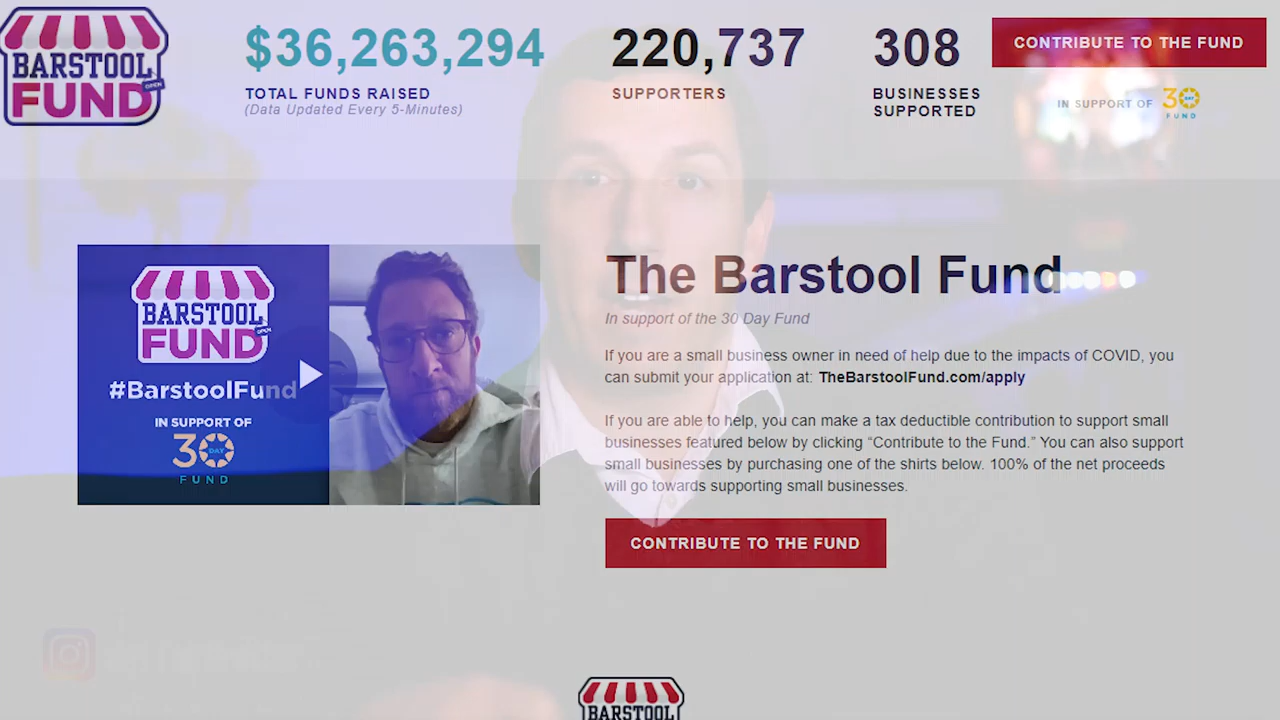 BARSTOOL
FUND
OPEN
$36,263,294
TOTAL FUNDS RAISED
(Data Updated Every 5-Minutes)
220,737
SUPPORTERS
308
BUSINESSES
SUPPORTED
CONTRIBUTE TO THE FUND
IN SUPPORT OF
30
DAY
FUND
BARSTOOL
FUND
OPEN
#BarstoolFund
IN SUPPORT OF
30
DAY
FUND
The Barstool Fund
In support of the 30 Day Fund
If you are a small business owner in need of help due to the impacts of COVID, you
can submit your application at: TheBarstoolFund.com/apply
If you are able to help, you can make a tax deductible contribution to support small
businesses featured below by clicking “Contribute to the Fund.” You can also support
small businesses by purchasing one of the shirts below. 100% of the net proceeds
will go towards supporting small businesses.
CONTRIBUTE TO THE FUND
BARSTOOL